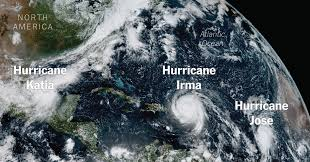 NORTH
AMERICA
Atlantic
Ocean
Hurricane
Katia
Hurricane
Irma
Hurricane
Jose